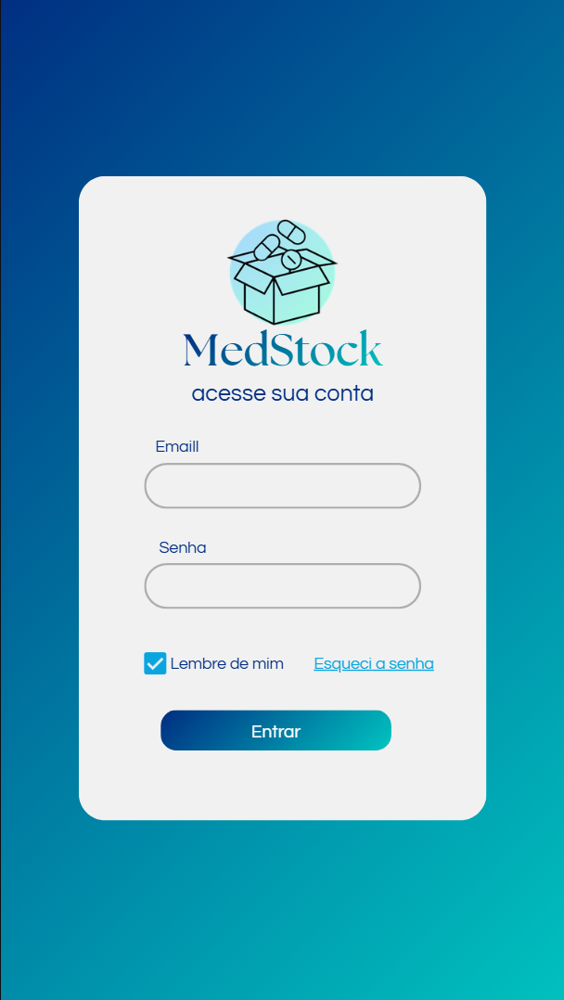 MedStock
acesse sua conta
Emaill
Senha
Lembre de mim Esqueci a senha
Entrar